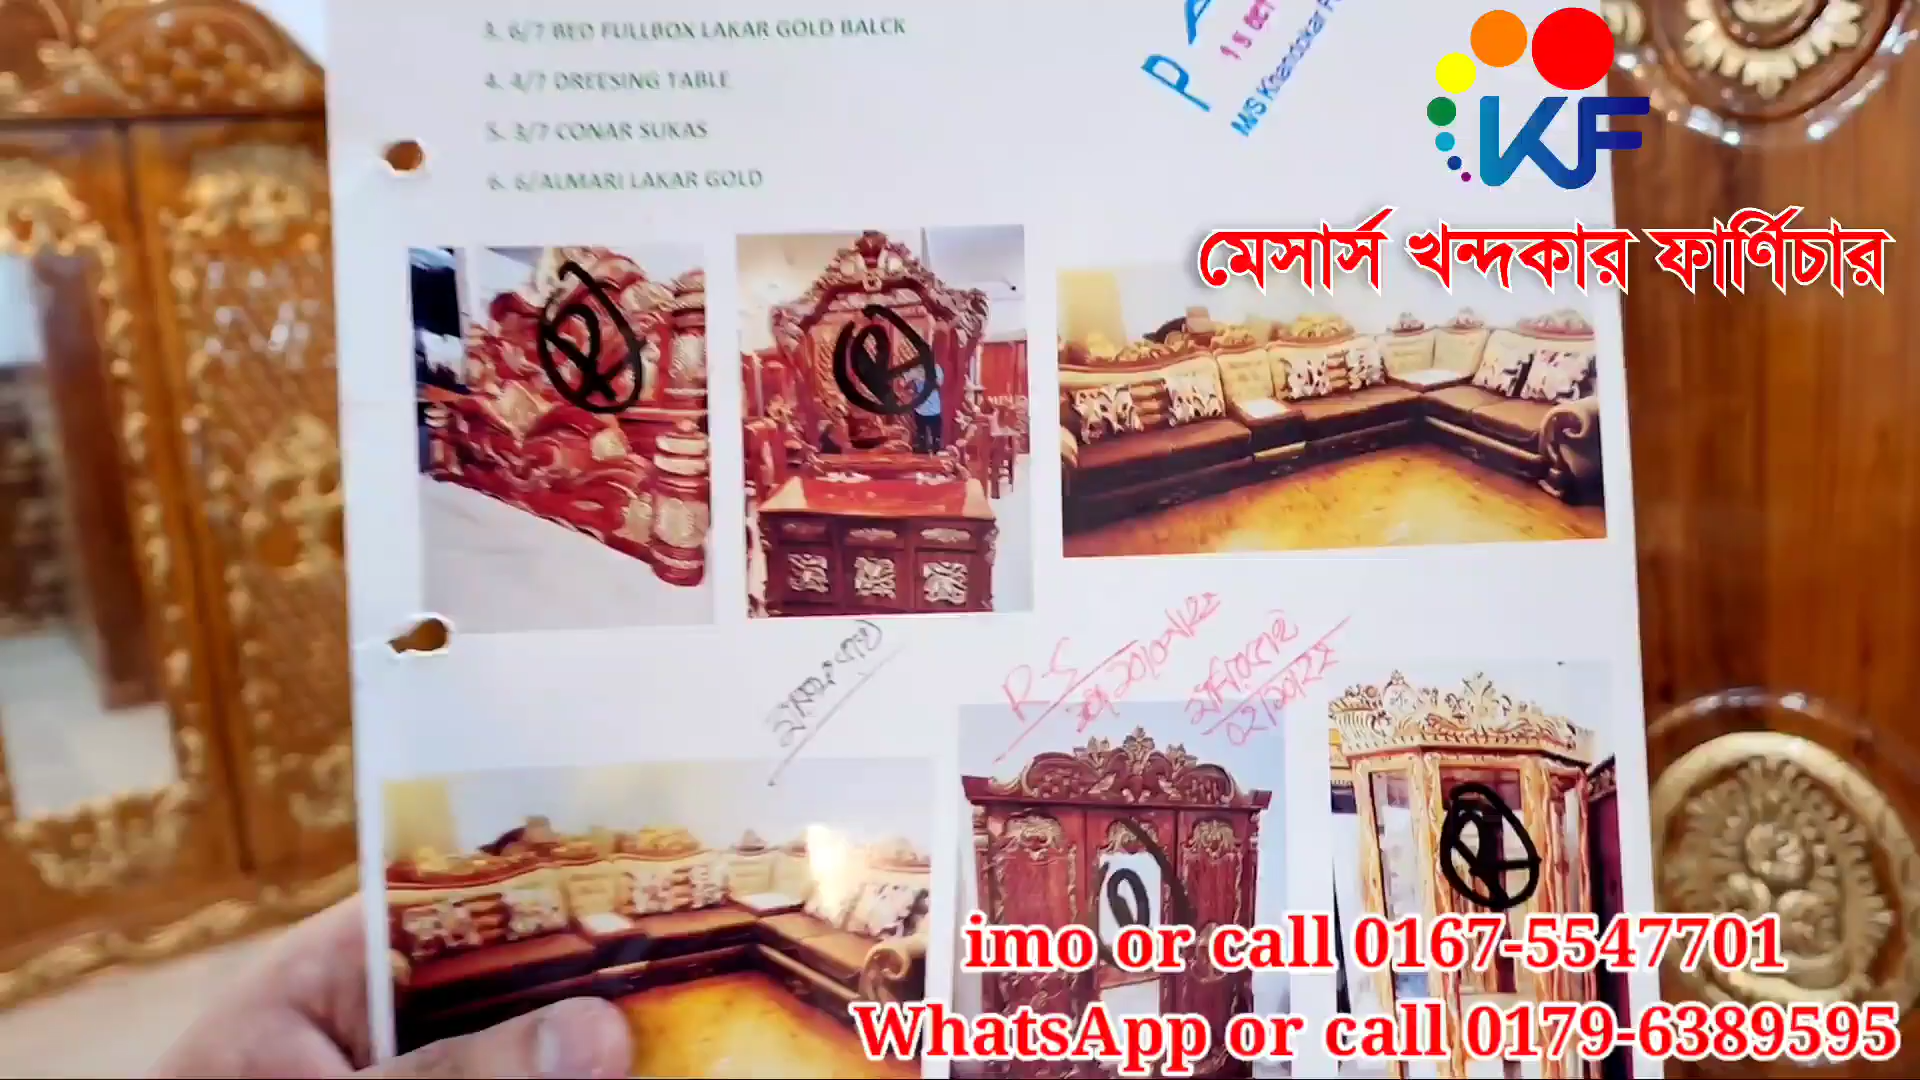 3. 6/7 BED FULLBOX LAKAR GOLD BALCK
4. 4/7 DREESING TABLE
5. 3/7 CONAR SUKAS
6. 6/ALMARI LAKAR GOLD
M/S Khandokar
KF
মেসার্স খন্দকার ফার্ণিচার
R-S
imo or call 0167-5547701
WhatsApp or call 0179-6389595